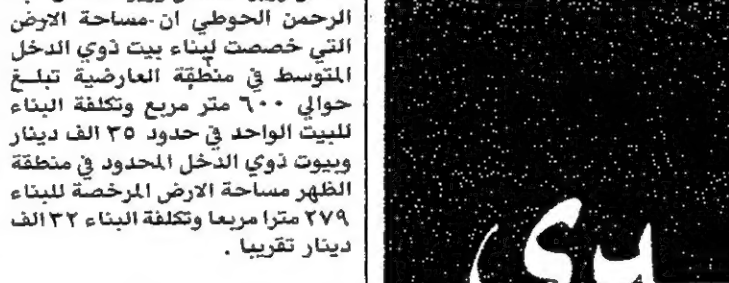 الرحمن الحوطي ان مساحة الارض
التي خصصت لبناء بيت ذوي الدخل
المتوسط في منطقة العارضية تبلغ
حوالي ٦٠٠ متر مربع وتكلفة البناء
للبيت الواحد في حدود ٣٥ الف دينار
وبيوت ذوي الدخل المحدود في منطقة
الظهر مساحة الارض المرخصة للبناء
٢٧٩ مترا مربعا وتكلفة البناء ٣٢ الف
دينار تقريبا .